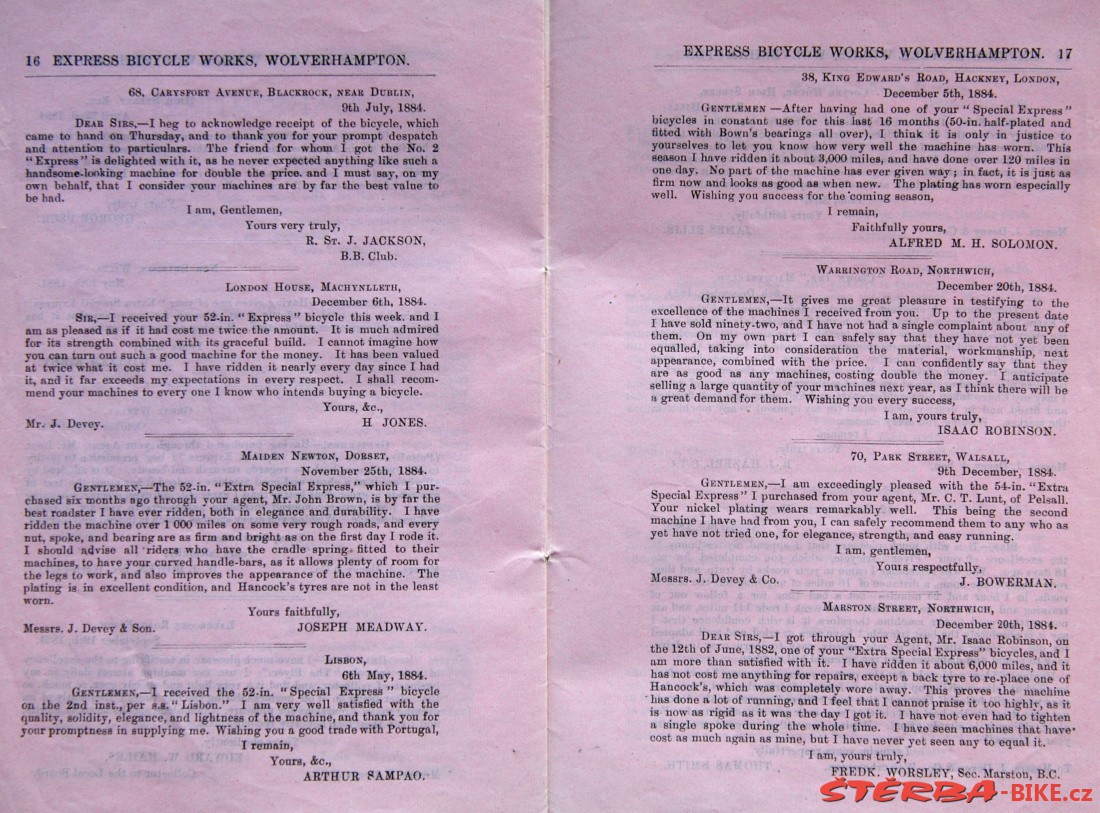 16 EXPRESS BICYCLE WORKS, WOLVERHAMPTON.
68, CARYSFORT AVENUE, BLACKROCK, NEAR DUBLIN,
9th July, 1884.
DEAR SIRS,—I beg to acknowledge receipt of the bicycle, which
came to hand on Thursday, and to thank you for your prompt despatch
and attention to particulars. The friend for whom I got the No. 2
"Express" is delighted with it, as he never expected anything like such a
handsome-looking machine for double the price. and I must say, on my
own behalf, that I consider your machines are by far the best value to
be had.
I am, Gentlemen,
Yours very truly,
R. ST. J. JACKSON,
B.B. Club.
LONDON HOUSE, MACHYNLLETH,
December 6th, 1884.
SIR,—I received your 52-in. "Express" bicycle this week. and I
am as pleased as if it had cost me twice the amount. It is much admired
for its strength combined with its graceful build. I cannot imagine how
you can turn out such a good machine for the money. It has been valued
at twice what it cost me. I have ridden it nearly every day since I had
it, and it far exceeds my expectations in every respect. I shall recom-
mend your machines to every one I know who intends buying a bicycle.
Yours, &c.,
Mr. J. Devey. H JONES.
MAIDEN NEWTON, DORSET,
November 25th, 1884.
GENTLEMEN,—The 52-in. "Extra Special Express," which I pur-
chased six months ago through your agent, Mr. John Brown, is by far the
best roadster I have ever ridden, both in elegance and durability. I have
ridden the machine over 1 000 miles on some very rough roads, and every
nut, spoke, and bearing are as firm and bright as on the first day I rode it.
I should advise all riders who have the cradle springs fitted to their
machines, to have your curved handle-bars, as it allows plenty of room for
the legs to work, and also improves the appearance of the machine. The
plating is in excellent condition, and Hancock's tyres are not in the least
worn.
Yours faithfully,
Messrs. J. Devey & Son. JOSEPH MEADWAY.
LISBON,
6th May, 1884.
GENTLEMEN,—I received the 52-in. "Special Express" bicycle
on the 2nd inst., per s.s. "Lisbon." I am very well satisfied with the
quality, solidity, elegance, and lightness of the machine, and thank you for
your promptness in supplying me. Wishing you a good trade with Portugal,
I remain,
Yours, &c.,
ARTHUR SAMPAO.
EXPRESS BICYCLE WORKS, WOLVERHAMPTON. 17
38, KING EDWARD'S ROAD, HACKNEY, LONDON,
December 5th, 1884.
GENTLEMEN —After having had one of your "Special Express"
bicycles in constant use for this last 16 months (50-in. half-plated and
fitted with Bown's bearings all over), I think it is only in justice to
yourselves to let you know how very well the machine has worn. This
season I have ridden it about 3,000 miles, and have done over 120 miles in
one day. No part of the machine has ever given way; in fact, it is just as
firm now and looks as good as when new. The plating has worn especially
well. Wishing you success for the coming season,
I remain,
Faithfully yours,
ALFRED M. H. SOLOMON.
WARRINGTON ROAD, NORTHWICH,
December 20th, 1884.
GENTLEMEN,—It gives me great pleasure in testifying to the
excellence of the machines I received from you. Up to the present date
I have sold ninety-two, and I have not had a single complaint about any of
them. On my own part I can safely say that they have not yet been
equalled, taking into consideration the material, workmanship, neat
appearance, combined with the price. I can confidently say that they
are as good as any machines, costing double the money. I anticipate
selling a large quantity of your machines next year, as I think there will be
a great demand for them. Wishing you every success,
I am, yours truly,
ISAAC ROBINSON.
70, PARK STREET, WALSALL,
9th December, 1884.
GENTLEMEN,—I am exceedingly pleased with the 54-in. "Extra
Special Express" I purchased from your agent, Mr. C. T. Lunt, of Pelsall.
Your nickel plating wears remarkably well. This being the second
machine I have had from you, I can safely recommend them to any who as
yet have not tried one, for elegance, strength, and easy running.
I am, gentlemen,
Yours respectfully,
Messrs. J. Devey & Co. J. BOWERMAN.
MARSTON STREET, NORTHWICH,
December 20th, 1884.
DEAR SIRS,—I got through your Agent, Mr. Isaac Robinson, on
the 12th of June, 1882, one of your "Extra Special Express" bicycles, and I
am more than satisfied with it. I have ridden it about 6,000 miles, and it
has not cost me anything for repairs, except a back tyre to re-place one of
Hancock's, which was completely wore away. This proves the machine
has done a lot of running, and I feel that I cannot praise it too highly, as it
is now as rigid as it was the day I got it. I have not even had to tighten
a single spoke during the whole time. I have seen machines that have
cost as much again as mine, but I have never yet seen any to equal it.
I am, yours truly,
FREDK. WORSLEY, Sec. Marston, B.C.
ŠTĚRBA-BIKE.cz